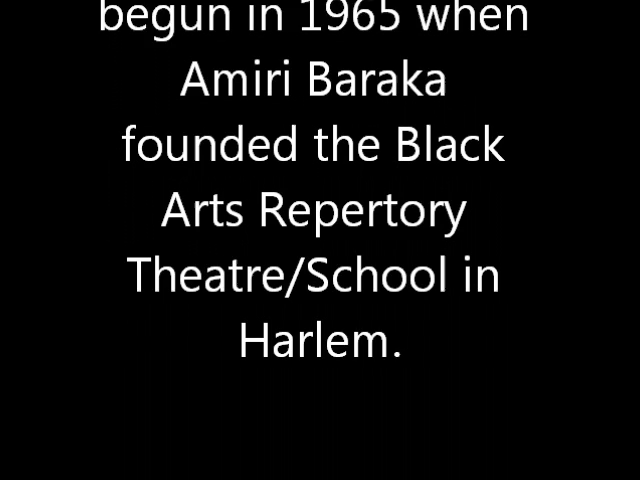 begun in 1965 when
Amiri Baraka
founded the Black
Arts Repertory
Theatre/School in
Harlem.